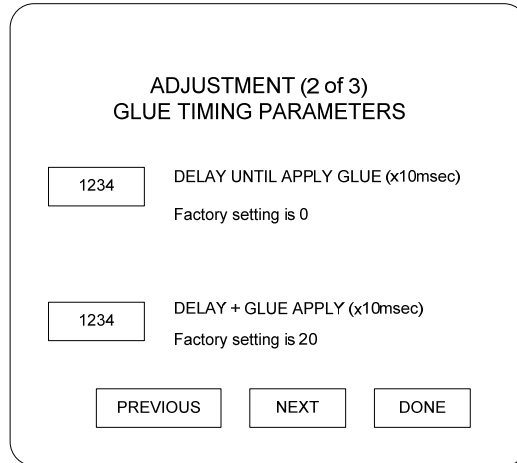 ADJUSTMENT (2 of 3)
GLUE TIMING PARAMETERS
1234
DELAY UNTIL APPLY GLUE (x10msec)
Factory setting is 0
1234
DELAY + GLUE APPLY (x10msec)
Factory setting is 20
PREVIOUS NEXT DONE